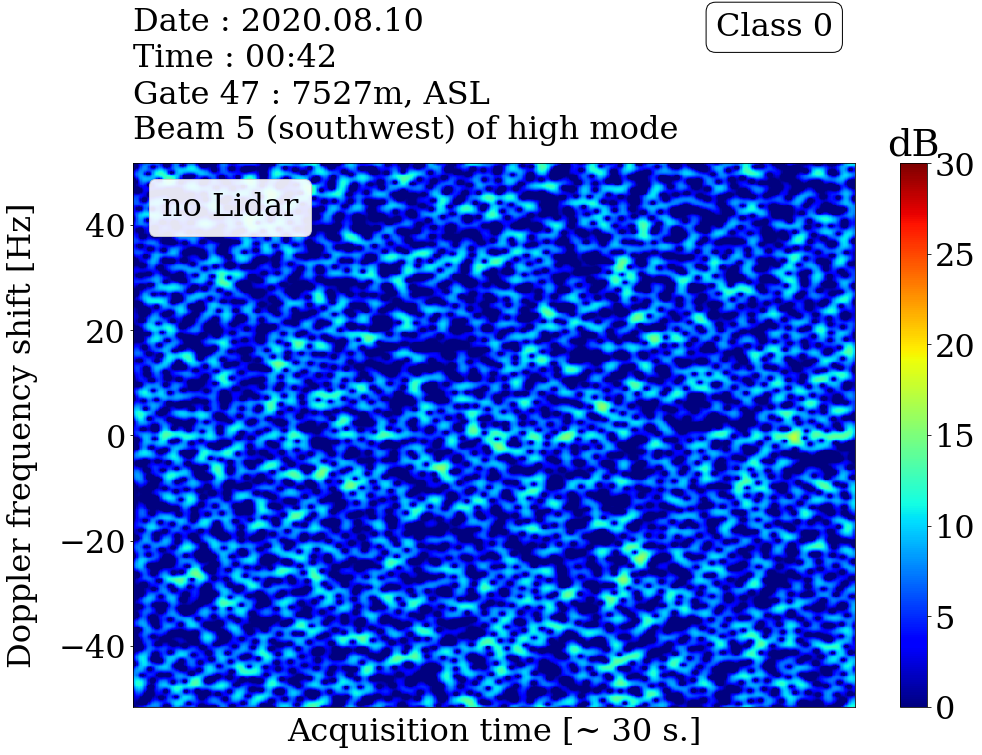 Date : 2020.08.10
Time : 00:42
Gate 47 : 7527m, ASL
Beam 5 (southwest) of high mode
Class 0
dB
no Lidar
Doppler frequency shift [Hz]
40
20
0
−20
−40
30
25
20
15
10
5
0
Acquisition time [~ 30 s.]